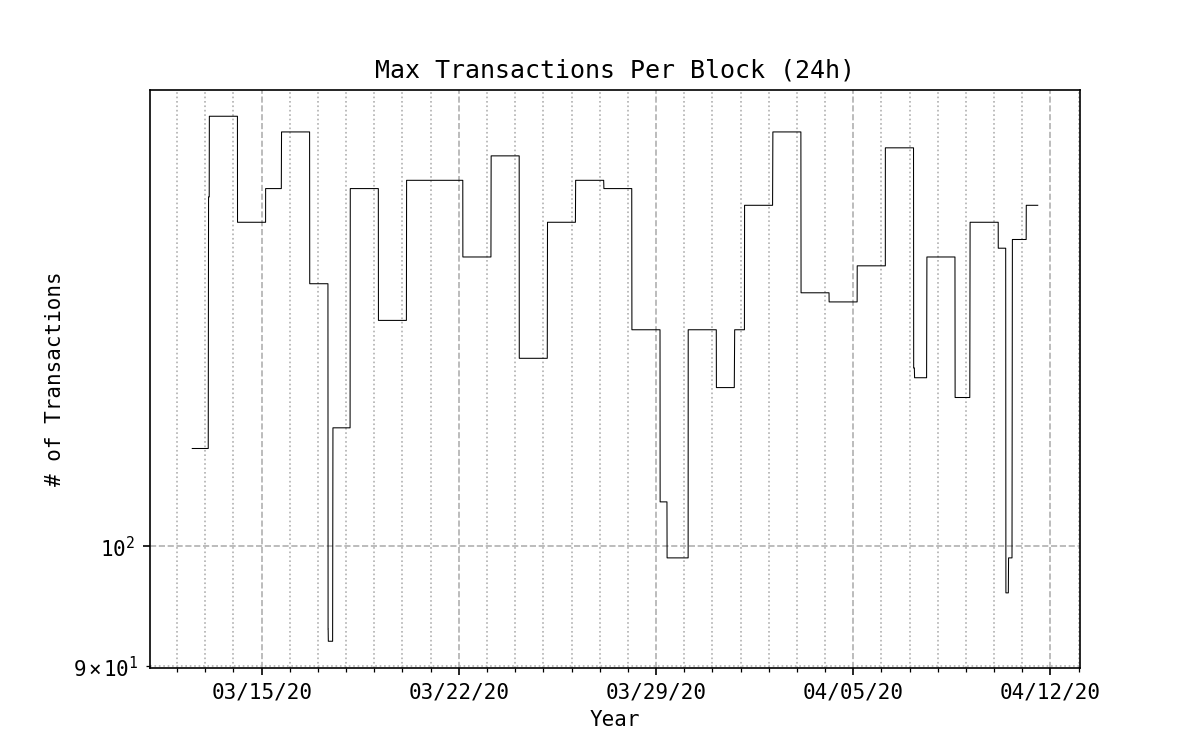 Max Transactions Per Block (24h)
# of Transactions
10²
9×10¹
03/15/20 03/22/20 03/29/20 04/05/20 04/12/20
Year